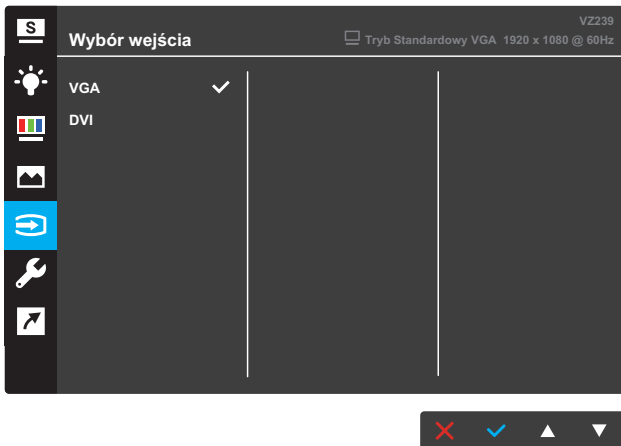 VZ239
S
Wybór wejścia
Tryb Standardowy VGA 1920 x 1080 @ 60Hz
VGA
DVI